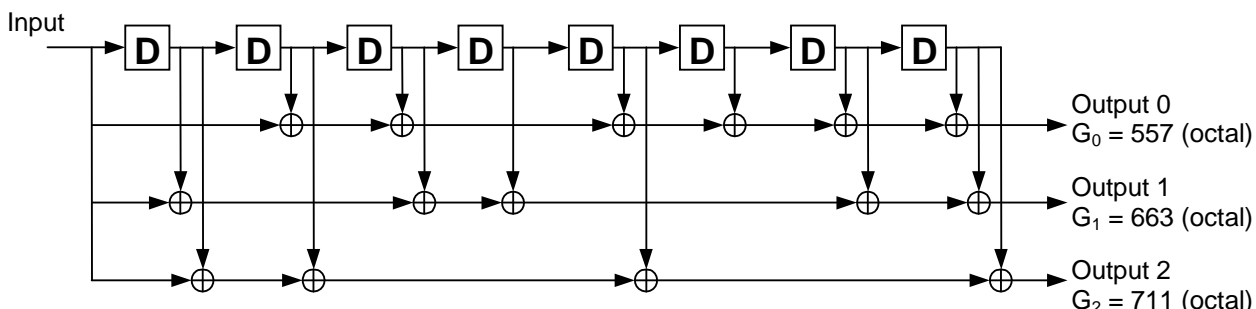 Input
D D D D D D D D
Output 0
G₀ = 557 (octal)
Output 1
G₁ = 663 (octal)
Output 2
G₂ = 711 (octal)